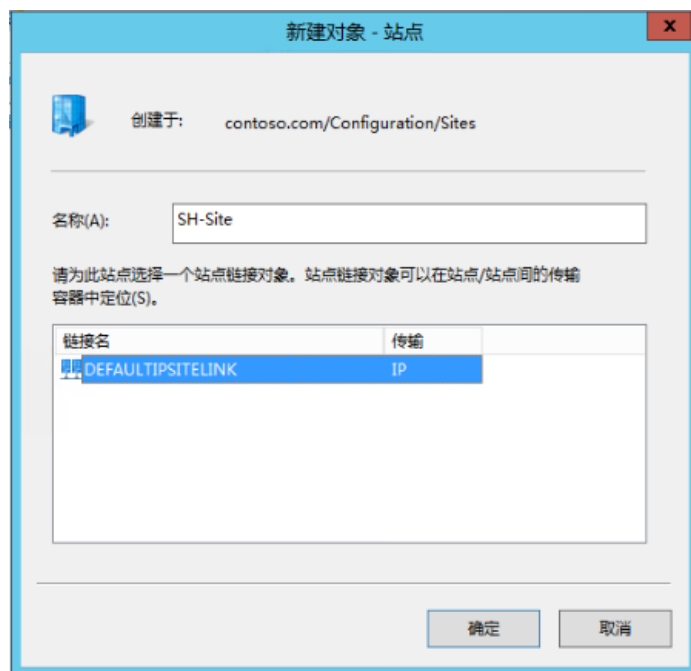 新建对象 - 站点
x
创建于: contoso.com/Configuration/Sites
名称(A): SH-Site
请为此站点选择一个站点链接对象。站点链接对象可以在站点/站点间的传输
容器中定位(S)。
链接名 传输
DEFAULTIPSITELINK IP
确定 取消